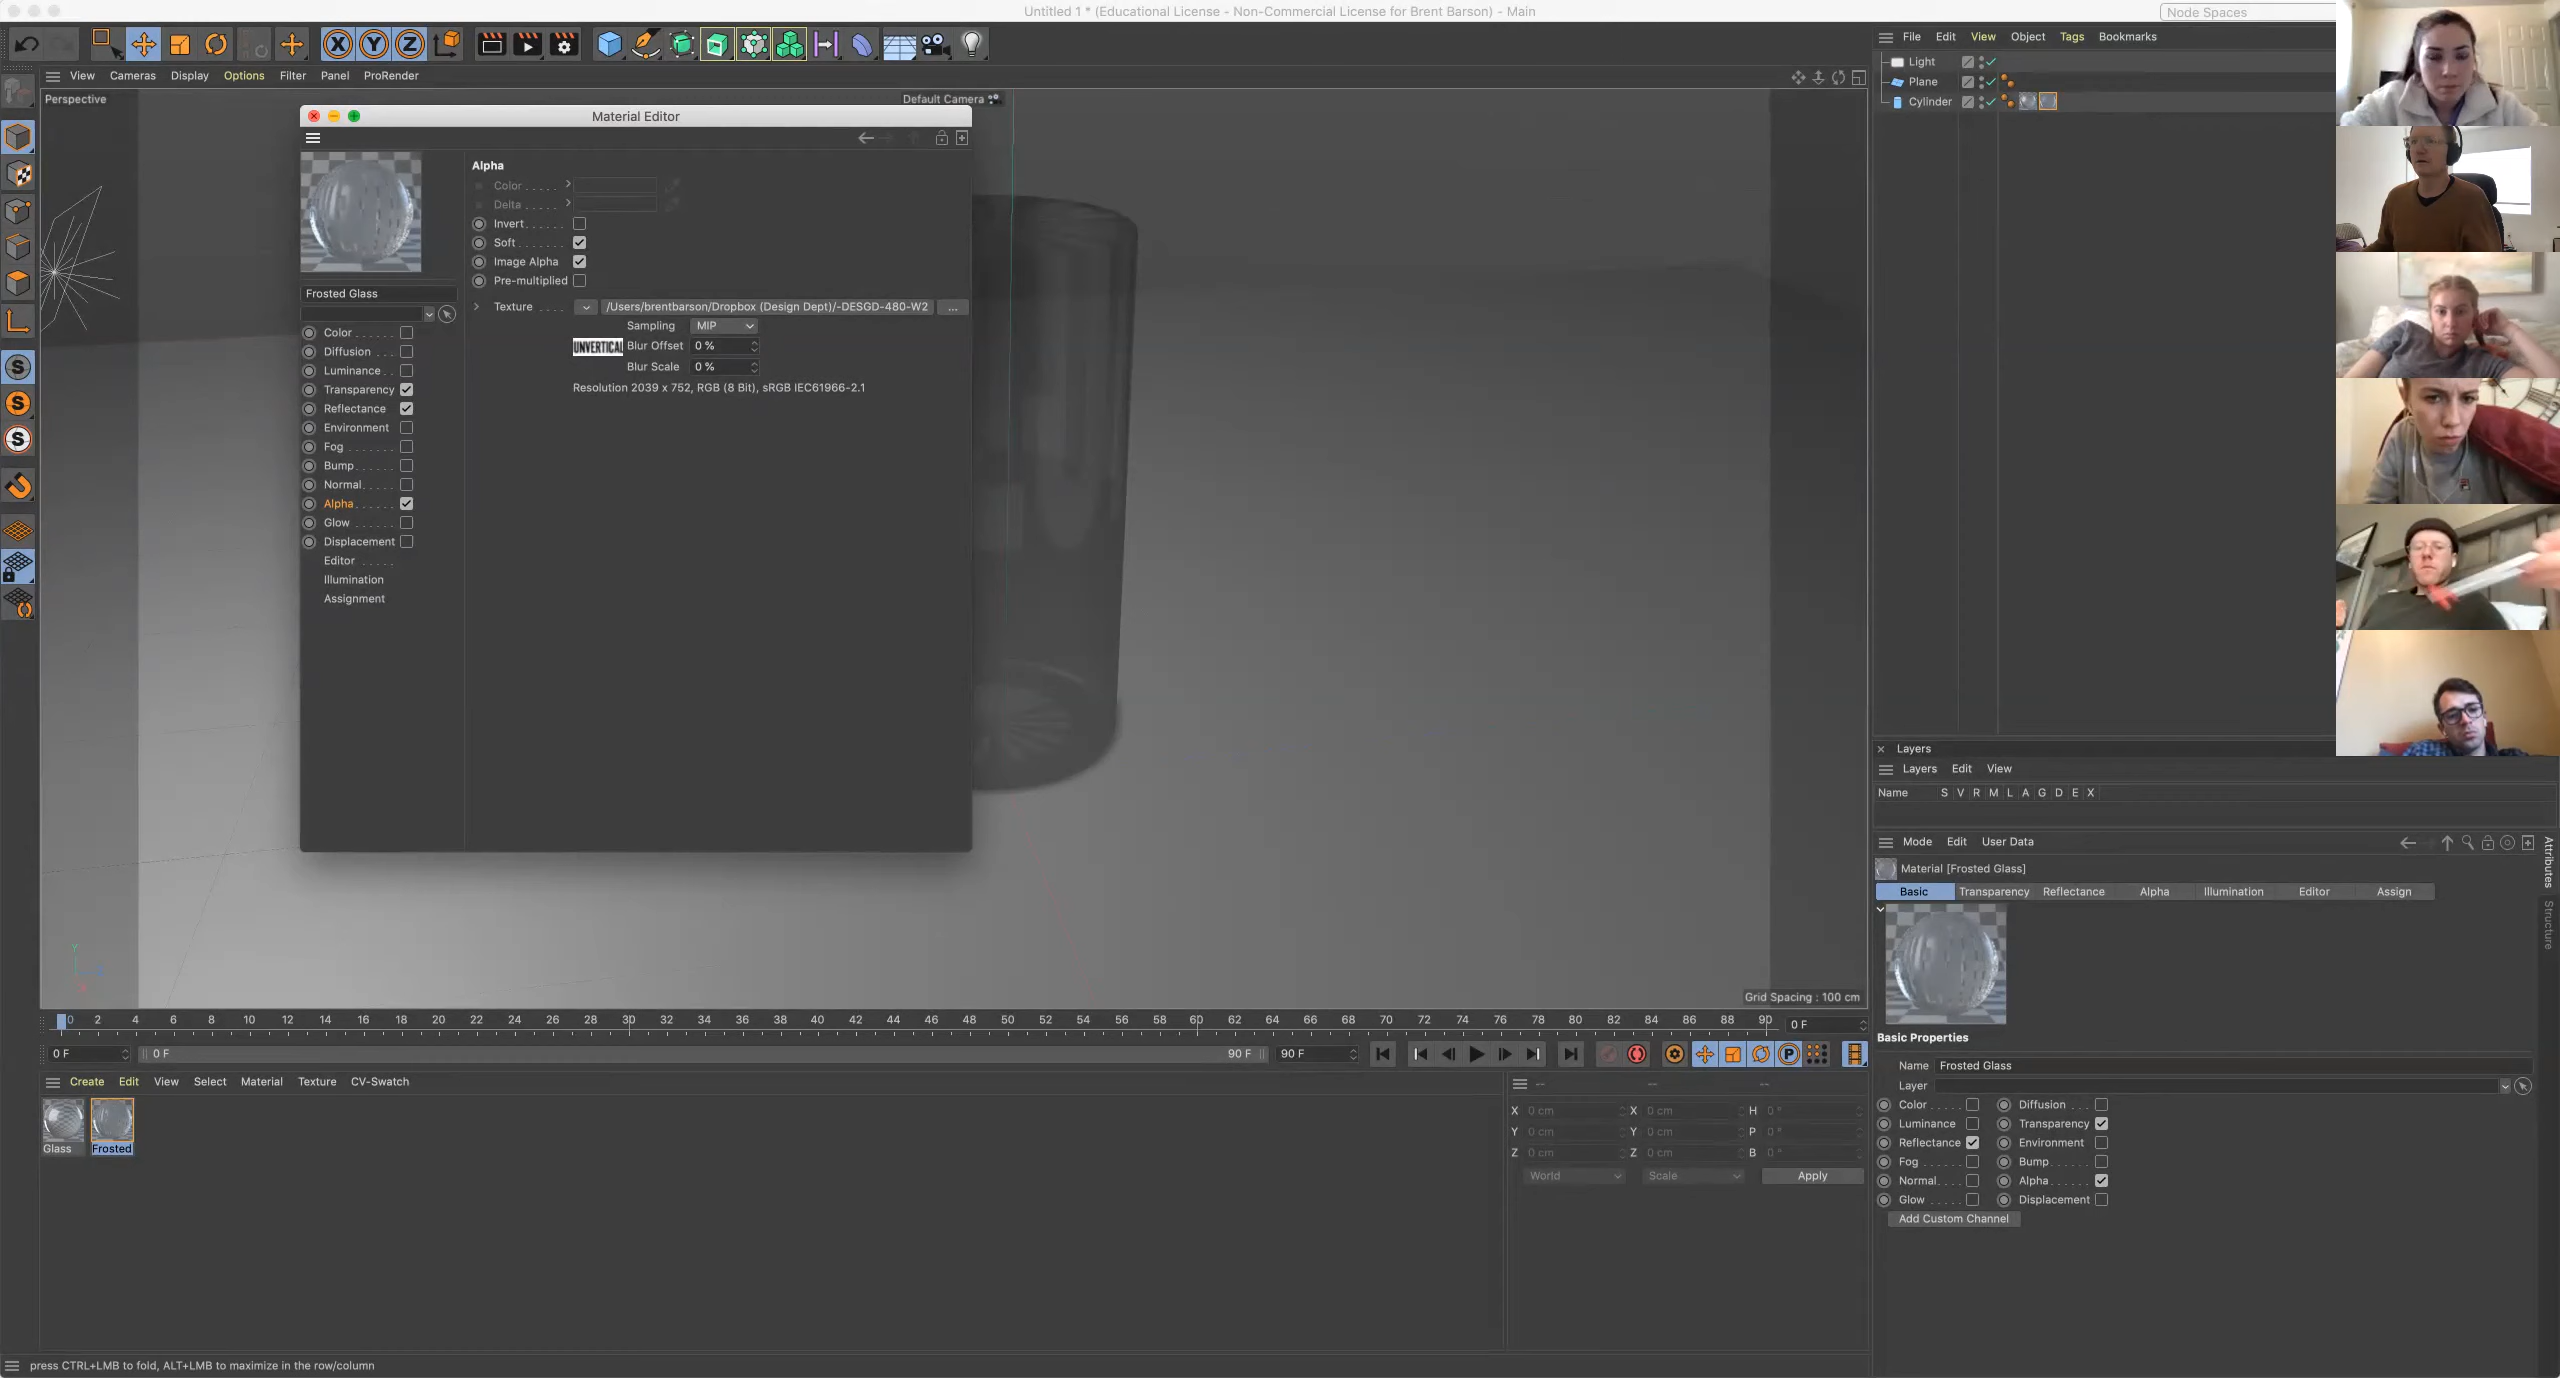 Untitled 1 * (Educational License - Non-Commercial License for Brent Barson) - Main
Node Spaces
File Edit View Object Tags Bookmarks
View Cameras Display Options Filter Panel ProRender
Light
Plane
Cylinder
Perspective
Default Camera
Material Editor
Alpha
Color
Delta
Invert
Soft
Image Alpha
Pre-multiplied
Texture /Users/brentbarson/Dropbox (Design Dept)/-DESGD-480-W2 ...
Sampling MIP
UNVERTICAL
Blur Offset 0 %
Blur Scale 0 %
Resolution 2039 x 752, RGB (8 Bit), sRGB IEC61966-2.1
Frosted Glass
Color
Diffusion
Luminance
Transparency
Reflectance
Environment
Fog
Bump
Normal
Alpha
Glow
Displacement
Editor
Illumination
Assignment
Grid Spacing : 100 cm
Y
0 2 4 6 8 10 12 14 16 18 20 22 24 26 28 30 32 34 36 38 40 42 44 46 48 50 52 54 56 58 60 62 64 66 68 70 72 74 76 78 80 82 84 86 88 90 0 F
0 F 0 F 90 F 90 F
Create Edit View Select Material Texture CV-Swatch
Glass
Frosted
-- -- --
X 0 cm X 0 cm H 0 °
Y 0 cm Y 0 cm P 0 °
Z 0 cm Z 0 cm B 0 °
World Scale Apply
Layers
Layers Edit View
Name S V R M L A G D E X
Mode Edit User Data
Attributes
Structure
Material [Frosted Glass]
Basic Transparency Reflectance Alpha Illumination Editor Assign
Basic Properties
Name Frosted Glass
Layer
Color Diffusion
Luminance Transparency
Reflectance Environment
Fog Bump
Normal Alpha
Glow Displacement
Add Custom Channel
press CTRL+LMB to fold, ALT+LMB to maximize in the row/column